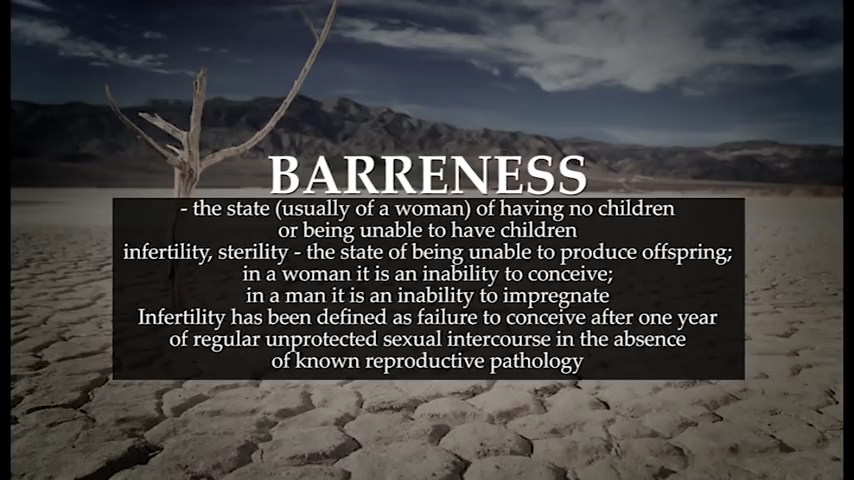 BARRENESS
- the state (usually of a woman) of having no children
or being unable to have children
infertility, sterility - the state of being unable to produce offspring;
in a woman it is an inability to conceive;
in a man it is an inability to impregnate
Infertility has been defined as failure to conceive after one year
of regular unprotected sexual intercourse in the absence
of known reproductive pathology